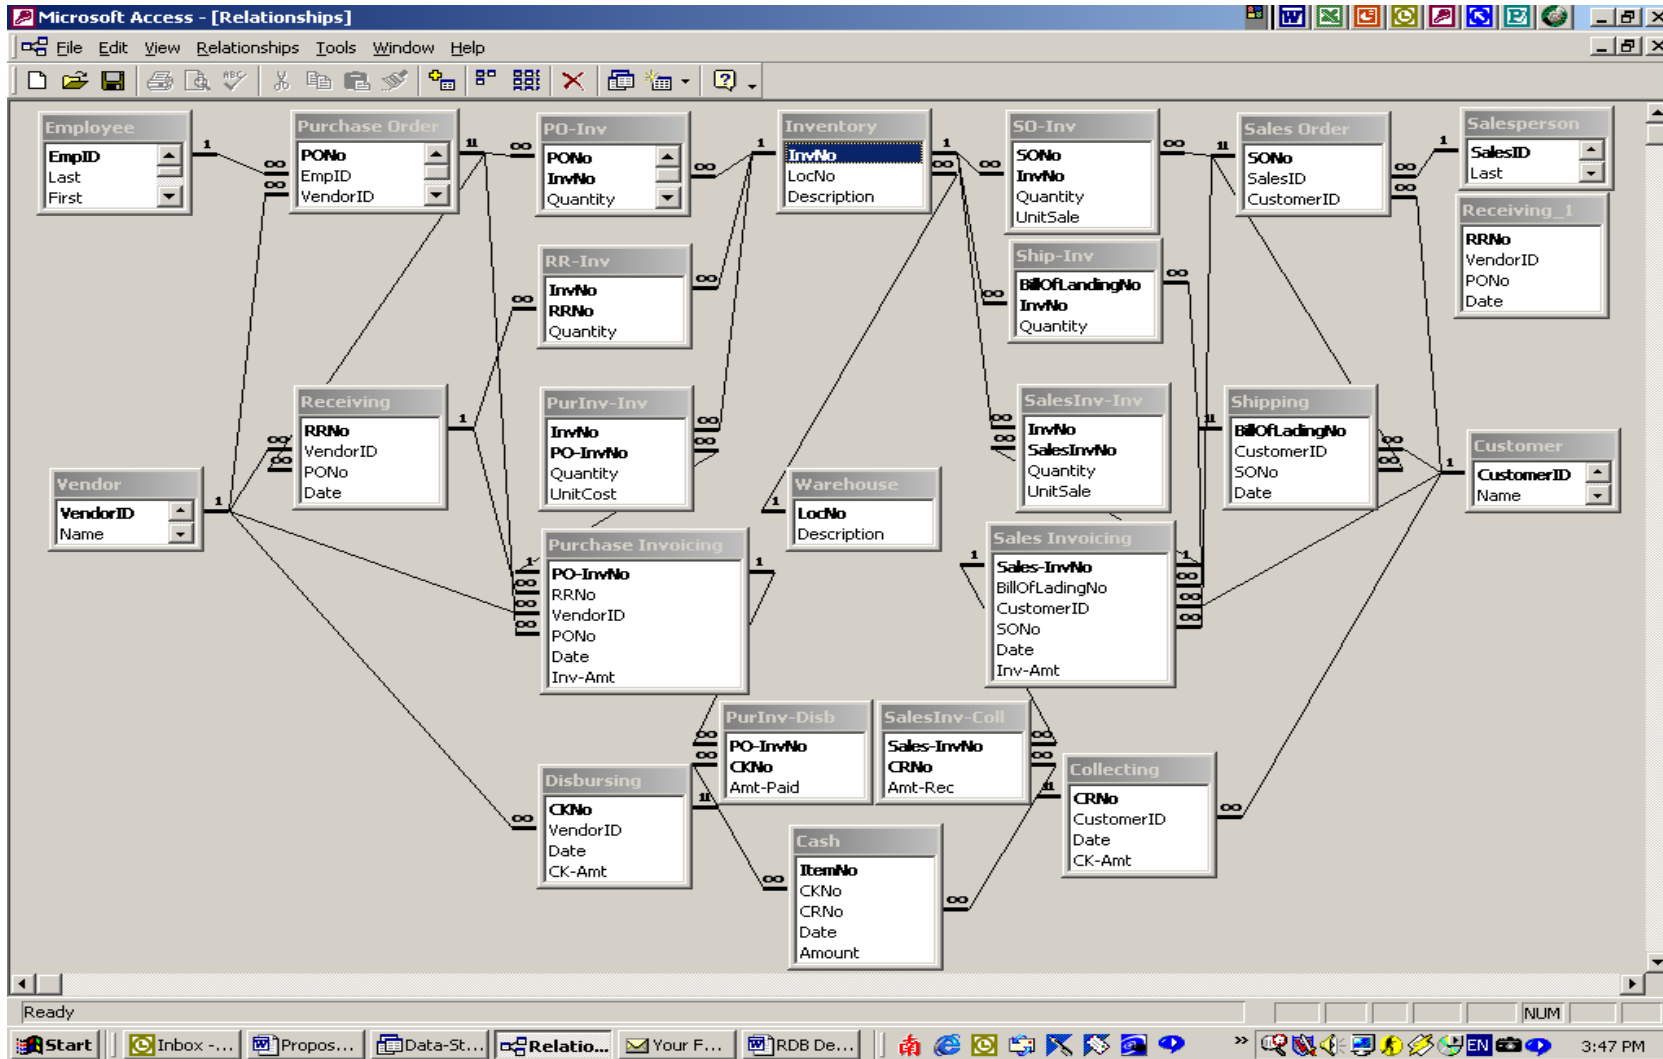 Microsoft Access - [Relationships]
File Edit View Relationships Tools Window Help
Employee
EmpID
Last
First
Purchase Order
PONo
EmpID
VendorID
PO-Inv
PONo
InvNo
Quantity
Inventory
InvNo
LocNo
Description
SO-Inv
SONo
InvNo
Quantity
UnitSale
Sales Order
SONo
SalesID
CustomerID
Salesperson
SalesID
Last
Receiving_1
RRNo
VendorID
PONo
Date
RR-Inv
InvNo
RRNo
Quantity
Ship-Inv
BillOfLandingNo
InvNo
Quantity
Receiving
RRNo
VendorID
PONo
Date
PurInv-Inv
InvNo
PO-InvNo
Quantity
UnitCost
SalesInv-Inv
InvNo
SalesInvNo
Quantity
UnitSale
Shipping
BillOfLadingNo
CustomerID
SONo
Date
Customer
CustomerID
Name
Vendor
VendorID
Name
Warehouse
LocNo
Description
Purchase Invoicing
PO-InvNo
RRNo
VendorID
PONo
Date
Inv-Amt
Sales Invoicing
Sales-InvNo
BillOfLadingNo
CustomerID
SONo
Date
Inv-Amt
PurInv-Disb
PO-InvNo
CKNo
Amt-Paid
SalesInv-Coll
Sales-InvNo
CRNo
Amt-Rec
Disbursing
CKNo
VendorID
Date
CK-Amt
Collecting
CRNo
CustomerID
Date
CK-Amt
Cash
ItemNo
CKNo
CRNo
Date
Amount
Ready
NUM
Start Inbox -... Propos... Data-St... Relatio... Your F... RDB De... 南 » EN 3:47 PM